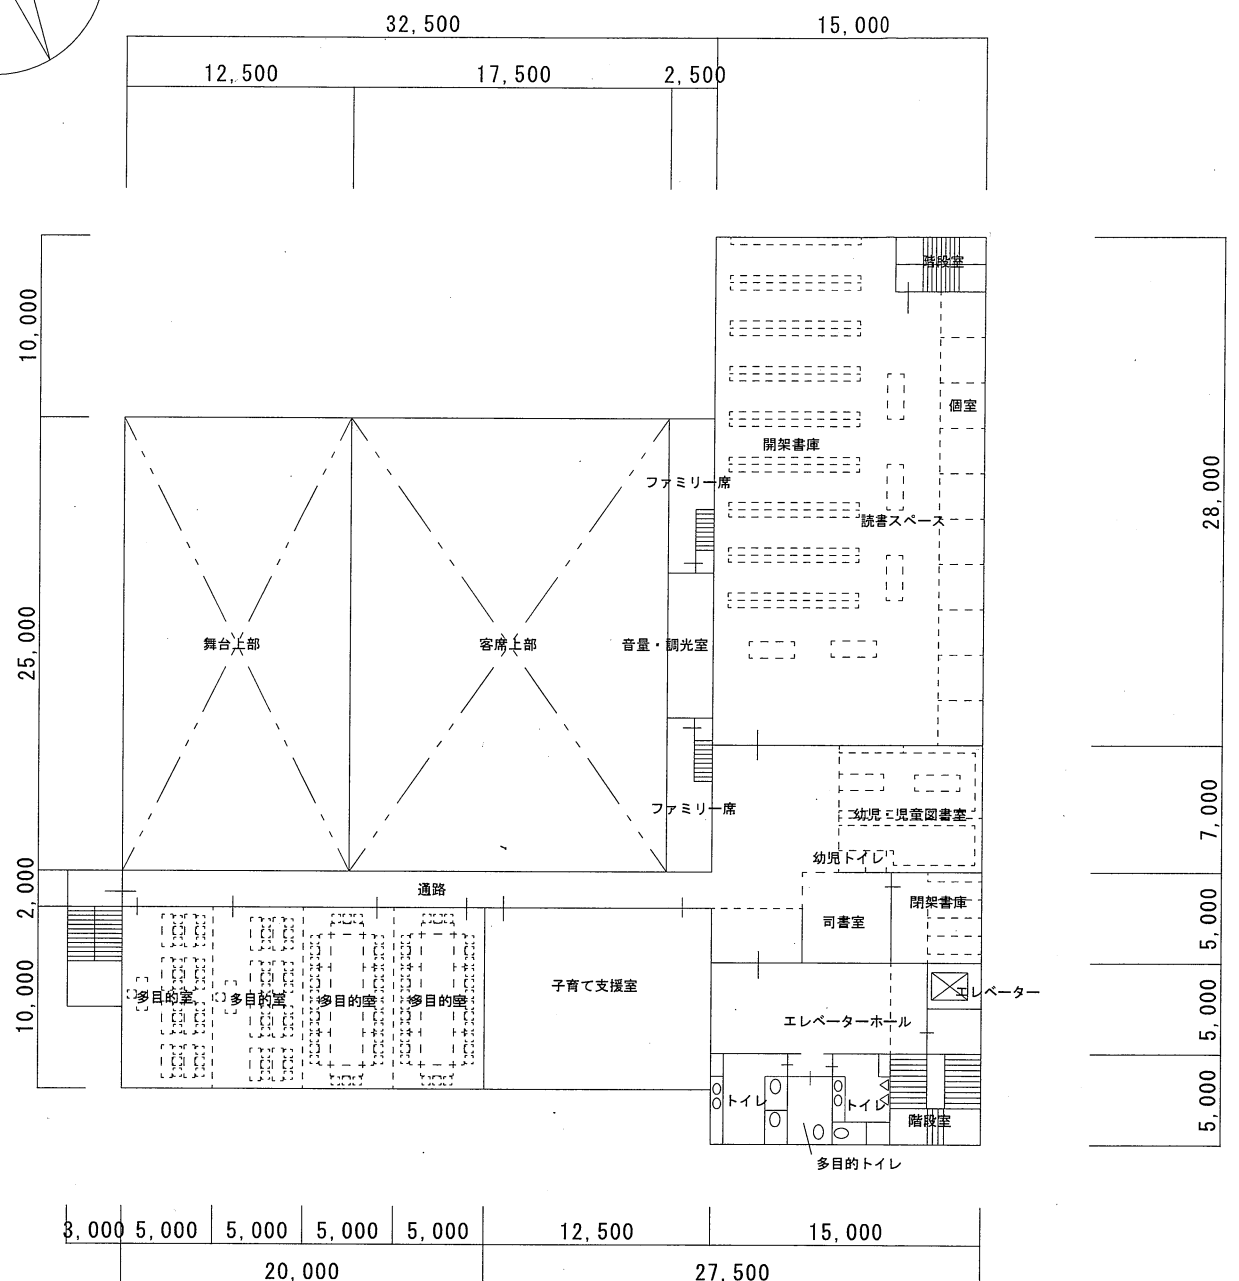 32,500
15,000
12,500
17,500
2,500
10,000
階段室
個室
開架書庫
28,000
ファミリー席
読書スペース
25,000
舞台上部
客席上部
音量・調光室
7,000
ファミリー席
幼児・児童図書室
幼児トイレ
2,000
通路
閉架書庫
司書室
5,000
多目的室
多目的室
多目的室
多目的室
子育て支援室
エレベーター
10,000
エレベーターホール
5,000
トイレ
トイレ
階段室
5,000
多目的トイレ
3,000
5,000
5,000
5,000
5,000
12,500
15,000
20,000
27,500